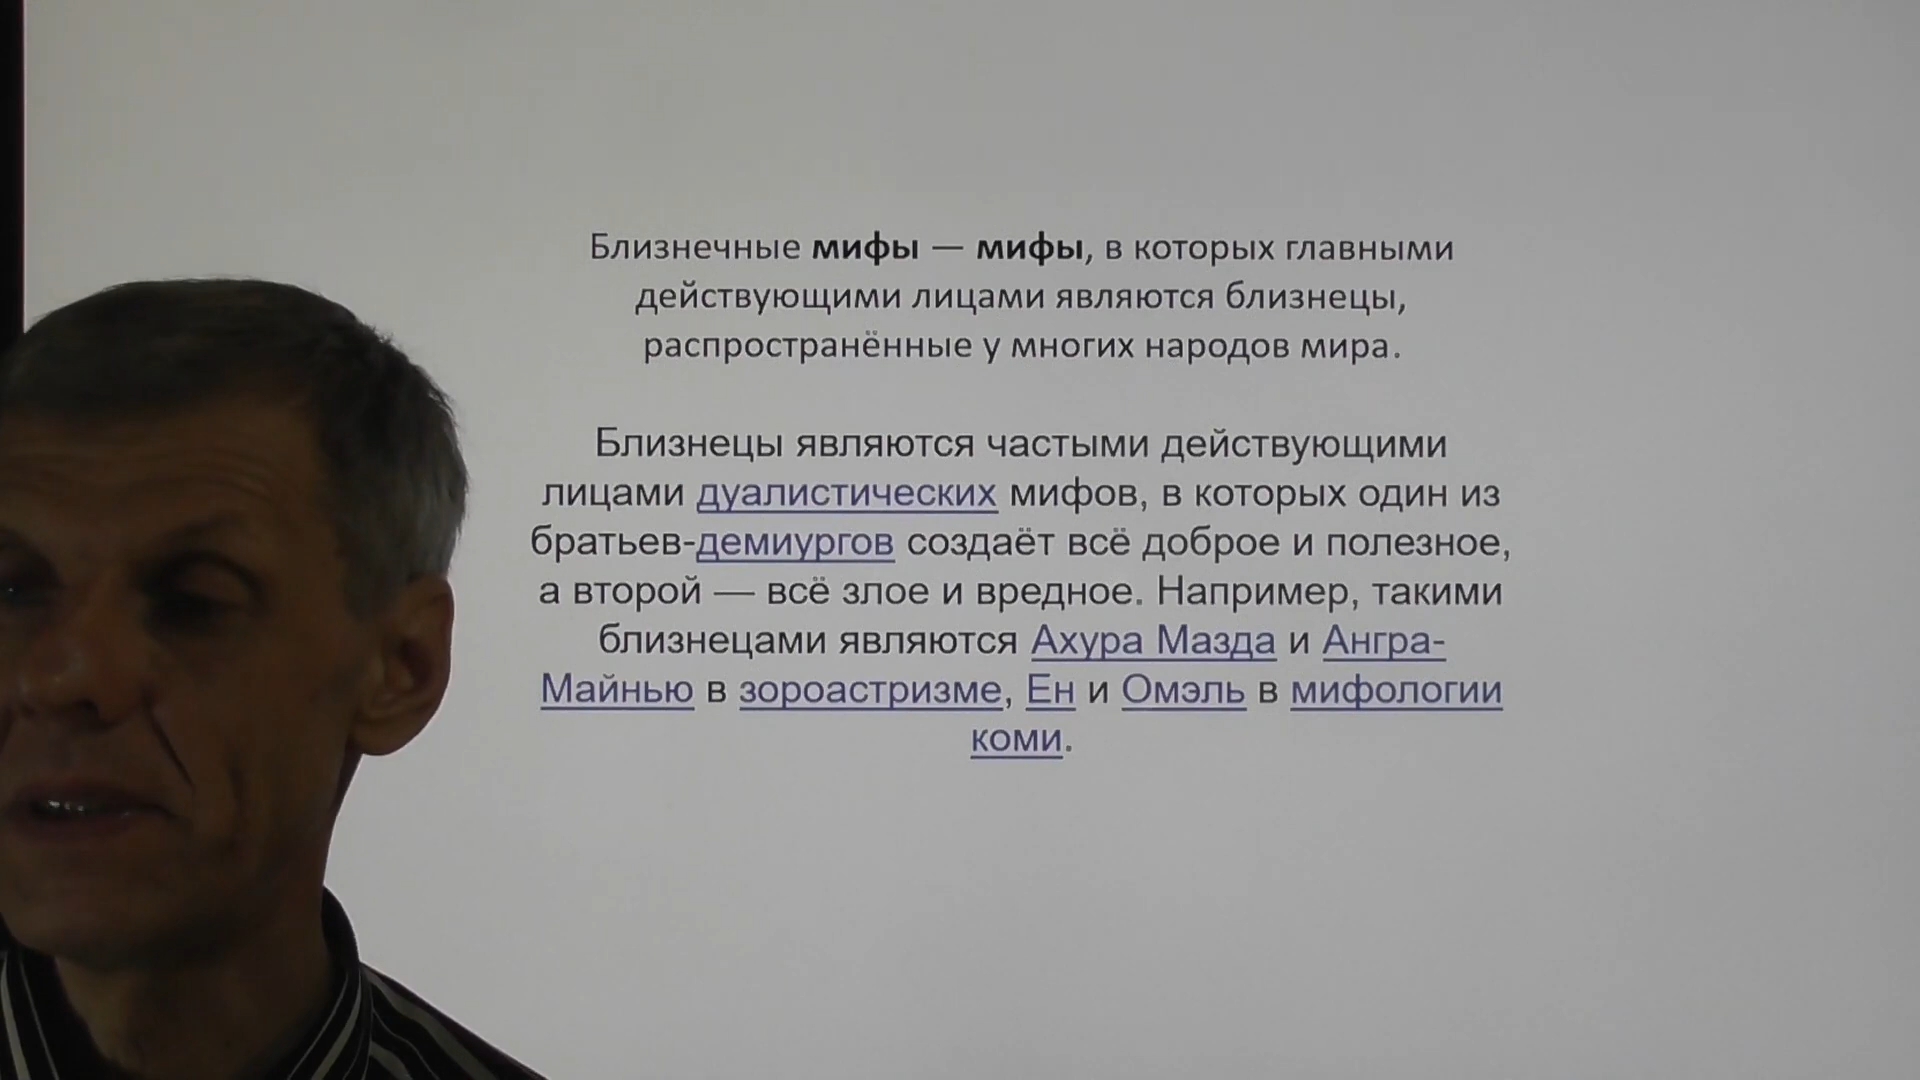 Близнечные мифы — мифы, в которых главными
действующими лицами являются близнецы,
распространённые у многих народов мира.
Близнецы являются частыми действующими
лицами дуалистических мифов, в которых один из
братьев-демиургов создаёт всё доброе и полезное,
а второй — всё злое и вредное. Например, такими
близнецами являются Ахура Мазда и Ангра-
Майнью в зороастризме, Ен и Омэль в мифологии
коми.